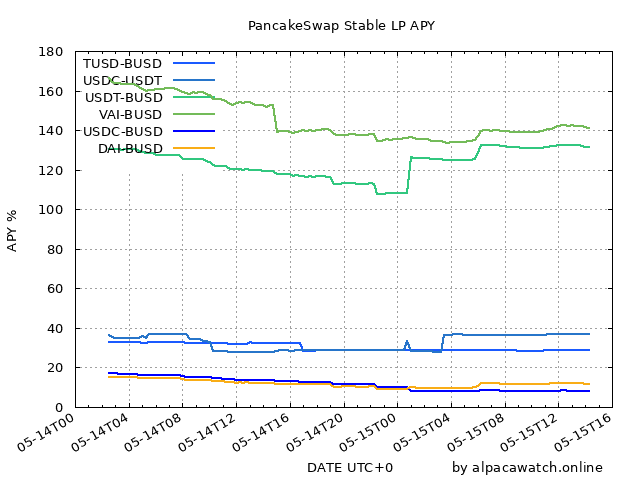 PancakeSwap Stable LP APY
180
160
140
120
100
80
60
40
20
0
APY %
TUSD-BUSD
USDC-USDT
USDT-BUSD
VAI-BUSD
USDC-BUSD
DAI-BUSD
05-14T00
05-14T04
05-14T08
05-14T12
05-14T16
05-14T20
05-15T00
05-15T04
05-15T08
05-15T12
05-15T16
DATE UTC+0
by alpacawatch.online